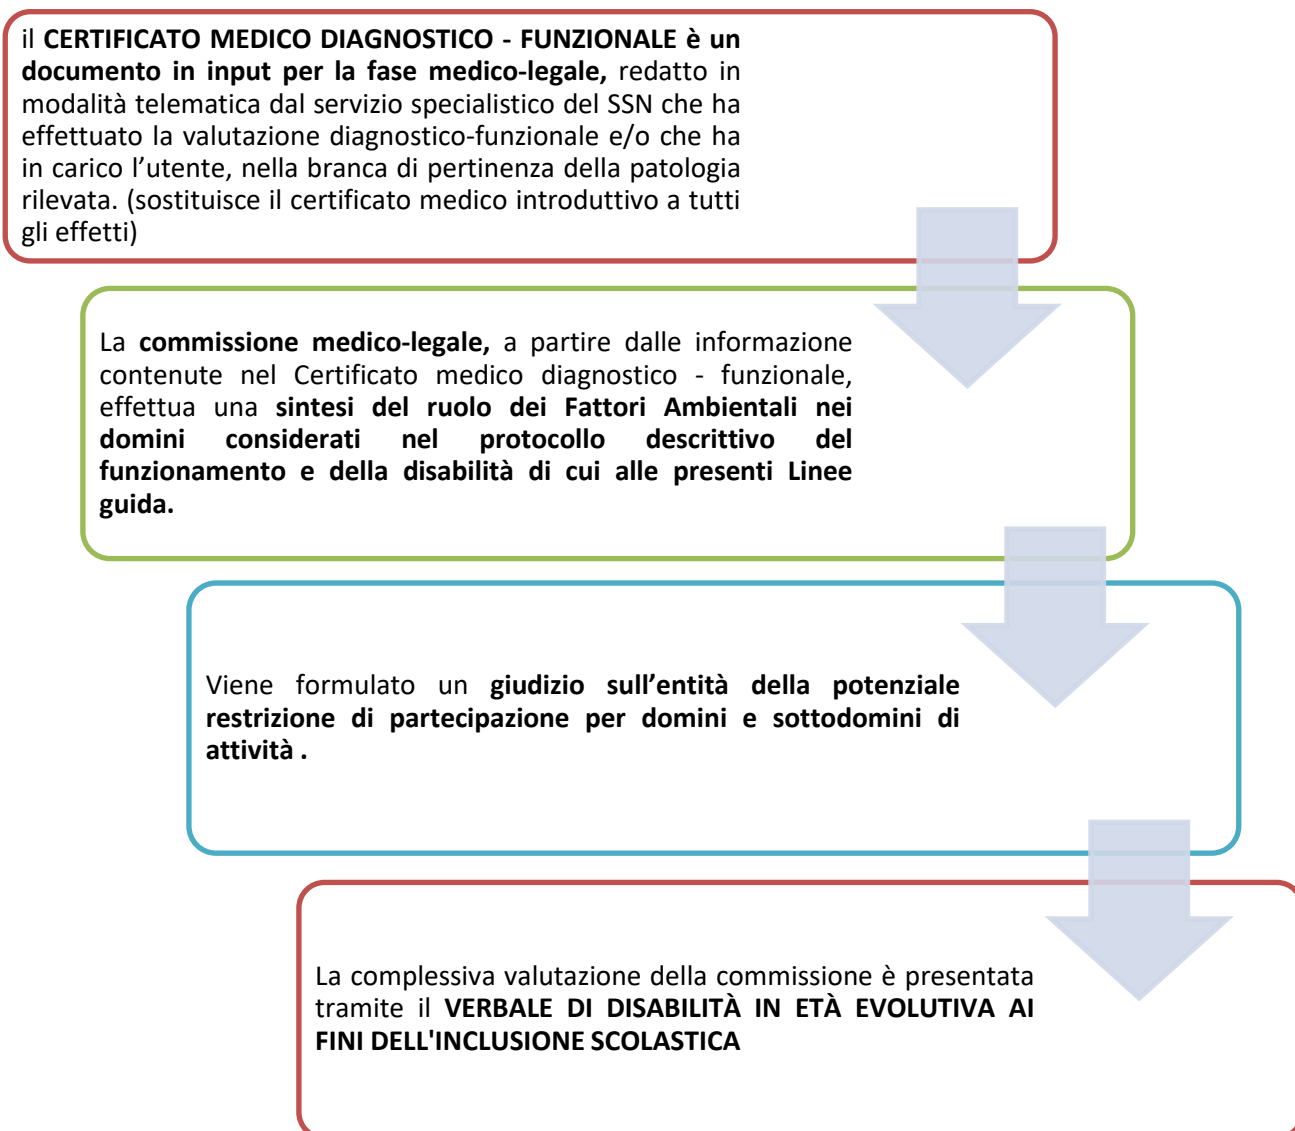 il CERTIFICATO MEDICO DIAGNOSTICO - FUNZIONALE è un
documento in input per la fase medico-legale, redatto in
modalità telematica dal servizio specialistico del SSN che ha
effettuato la valutazione diagnostico-funzionale e/o che ha
in carico l’utente, nella branca di pertinenza della patologia
rilevata. (sostituisce il certificato medico introduttivo a tutti
gli effetti)
La commissione medico-legale, a partire dalle informazione
contenute nel Certificato medico diagnostico - funzionale,
effettua una sintesi del ruolo dei Fattori Ambientali nei
domini considerati nel protocollo descrittivo del
funzionamento e della disabilità di cui alle presenti Linee
guida.
Viene formulato un giudizio sull’entità della potenziale
restrizione di partecipazione per domini e sottodomini di
attività .
La complessiva valutazione della commissione è presentata
tramite il VERBALE DI DISABILITÀ IN ETÀ EVOLUTIVA AI
FINI DELL'INCLUSIONE SCOLASTICA